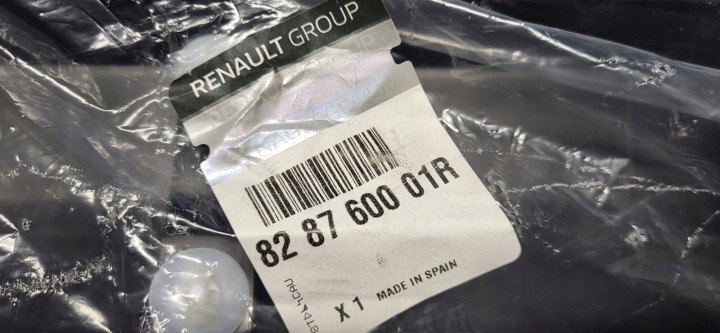 RENAULT GROUP
82 87 600 01R
X 1 MADE IN SPAIN